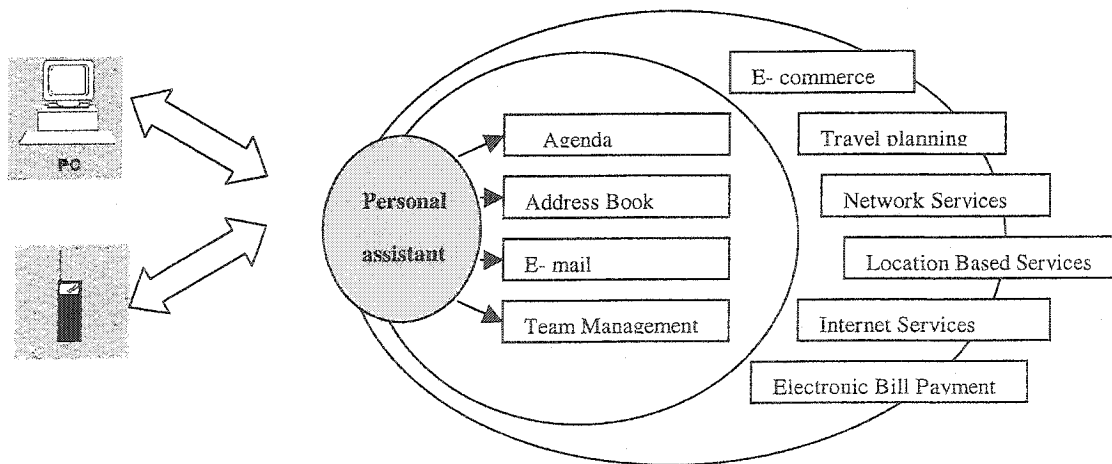 PC
Personal
assistant
Agenda
Address Book
E- mail
Team Management
E- commerce
Travel planning
Network Services
Location Based Services
Internet Services
Electronic Bill Payment